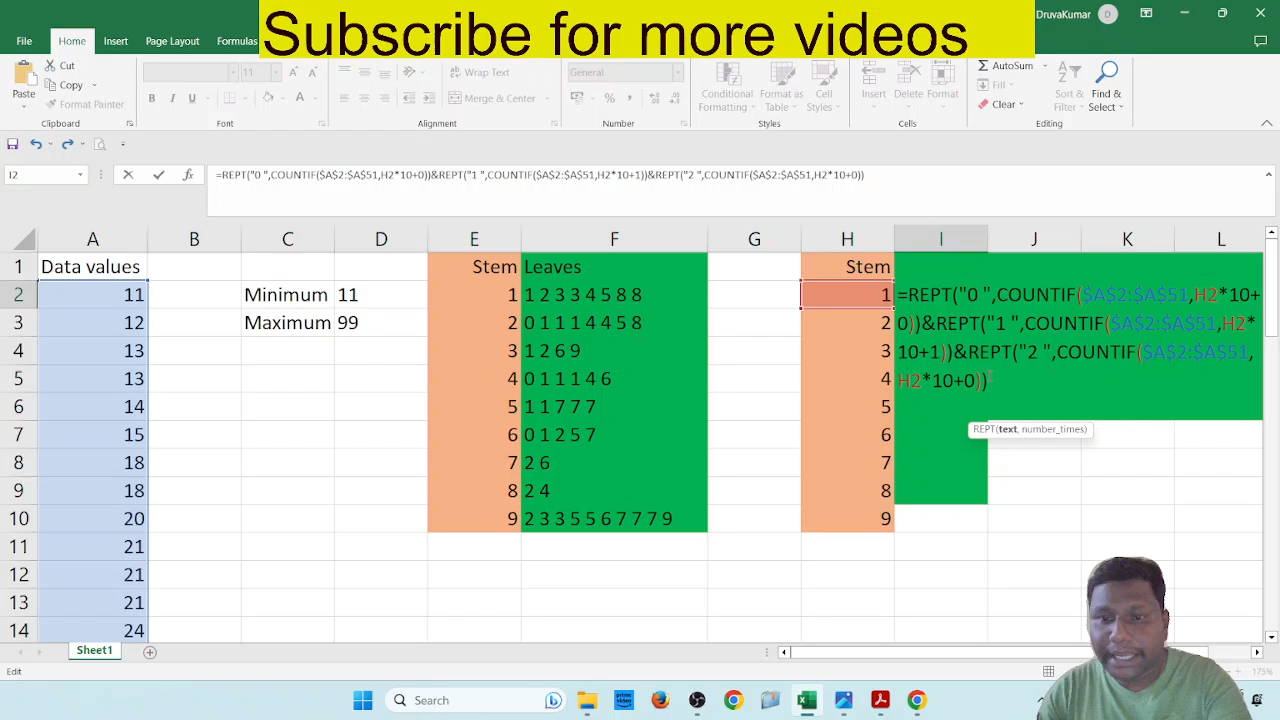 Subscribe for more videos
DruvaKumar D
File Home Insert Page Layout Formulas
Cut
Copy
Format Painter
Paste
Clipboard
B I U
Font
Wrap Text
Merge & Center
Alignment
General
% ,
Number
Conditional Formatting
Format as Table
Cell Styles
Styles
Insert Delete Format
Cells
AutoSum
Fill
Clear
Sort & Filter
Find & Select
Editing
I2 fx =REPT("0 ",COUNTIF($A$2:$A$51,H2*10+0))&REPT("1 ",COUNTIF($A$2:$A$51,H2*10+1))&REPT("2 ",COUNTIF($A$2:$A$51,H2*10+0))
A B C D E F G H I J K L
1 Data values Stem Leaves Stem
2 11 Minimum 11 1 1 2 3 3 4 5 8 8 1 =REPT("0 ",COUNTIF($A$2:$A$51,H2*10+
3 12 Maximum 99 2 0 1 1 1 4 4 5 8 2 0))&REPT("1 ",COUNTIF($A$2:$A$51,H2*
4 13 3 1 2 6 9 3 10+1))&REPT("2 ",COUNTIF($A$2:$A$51,
5 13 4 0 1 1 1 4 6 4 H2*10+0))
6 14 5 1 1 7 7 7 5
7 15 6 0 1 2 5 7 6 REPT(text, number_times)
8 18 7 2 6 7
9 18 8 2 4 8
10 20 9 2 3 3 5 5 6 7 7 7 9 9
11 21
12 21
13 21
14 24
Sheet1
Edit 175%
Search